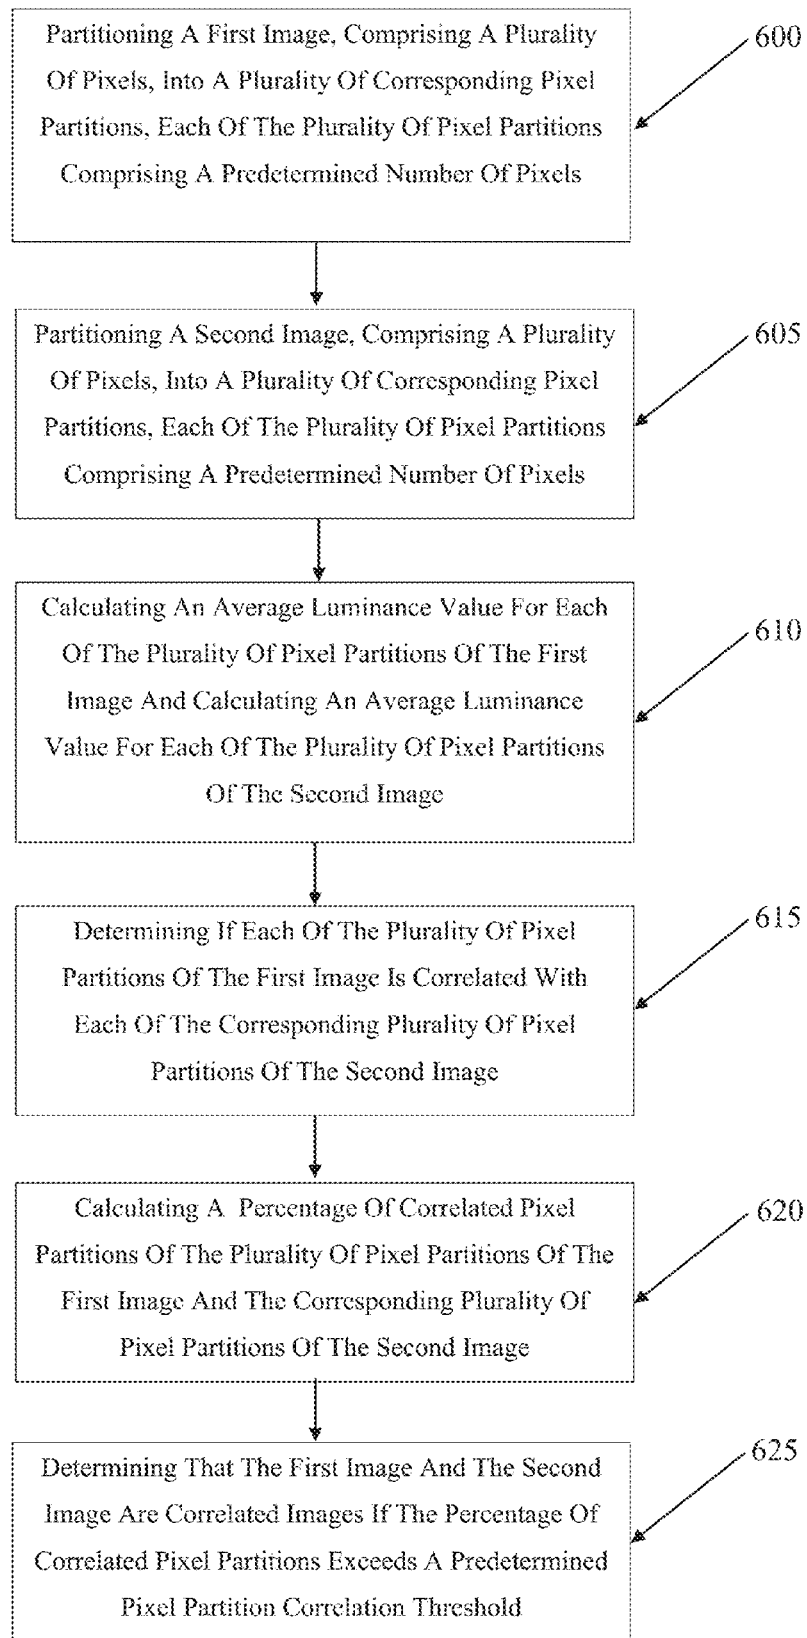 Partitioning A First Image, Comprising A Plurality
Of Pixels, Into A Plurality Of Corresponding Pixel
Partitions, Each Of The Plurality Of Pixel Partitions
Comprising A Predetermined Number Of Pixels
600
Partitioning A Second Image, Comprising A Plurality
Of Pixels, Into A Plurality Of Corresponding Pixel
Partitions, Each Of The Plurality Of Pixel Partitions
Comprising A Predetermined Number Of Pixels
605
Calculating An Average Luminance Value For Each
Of The Plurality Of Pixel Partitions Of The First
Image And Calculating An Average Luminance
Value For Each Of The Plurality Of Pixel Partitions
Of The Second Image
610
Determining If Each Of The Plurality Of Pixel
Partitions Of The First Image Is Correlated With
Each Of The Corresponding Plurality Of Pixel
Partitions Of The Second Image
615
Calculating A Percentage Of Correlated Pixel
Partitions Of The Plurality Of Pixel Partitions Of The
First Image And The Corresponding Plurality Of
Pixel Partitions Of The Second Image
620
Determining That The First Image And The Second
Image Are Correlated Images If The Percentage Of
Correlated Pixel Partitions Exceeds A Predetermined
Pixel Partition Correlation Threshold
625